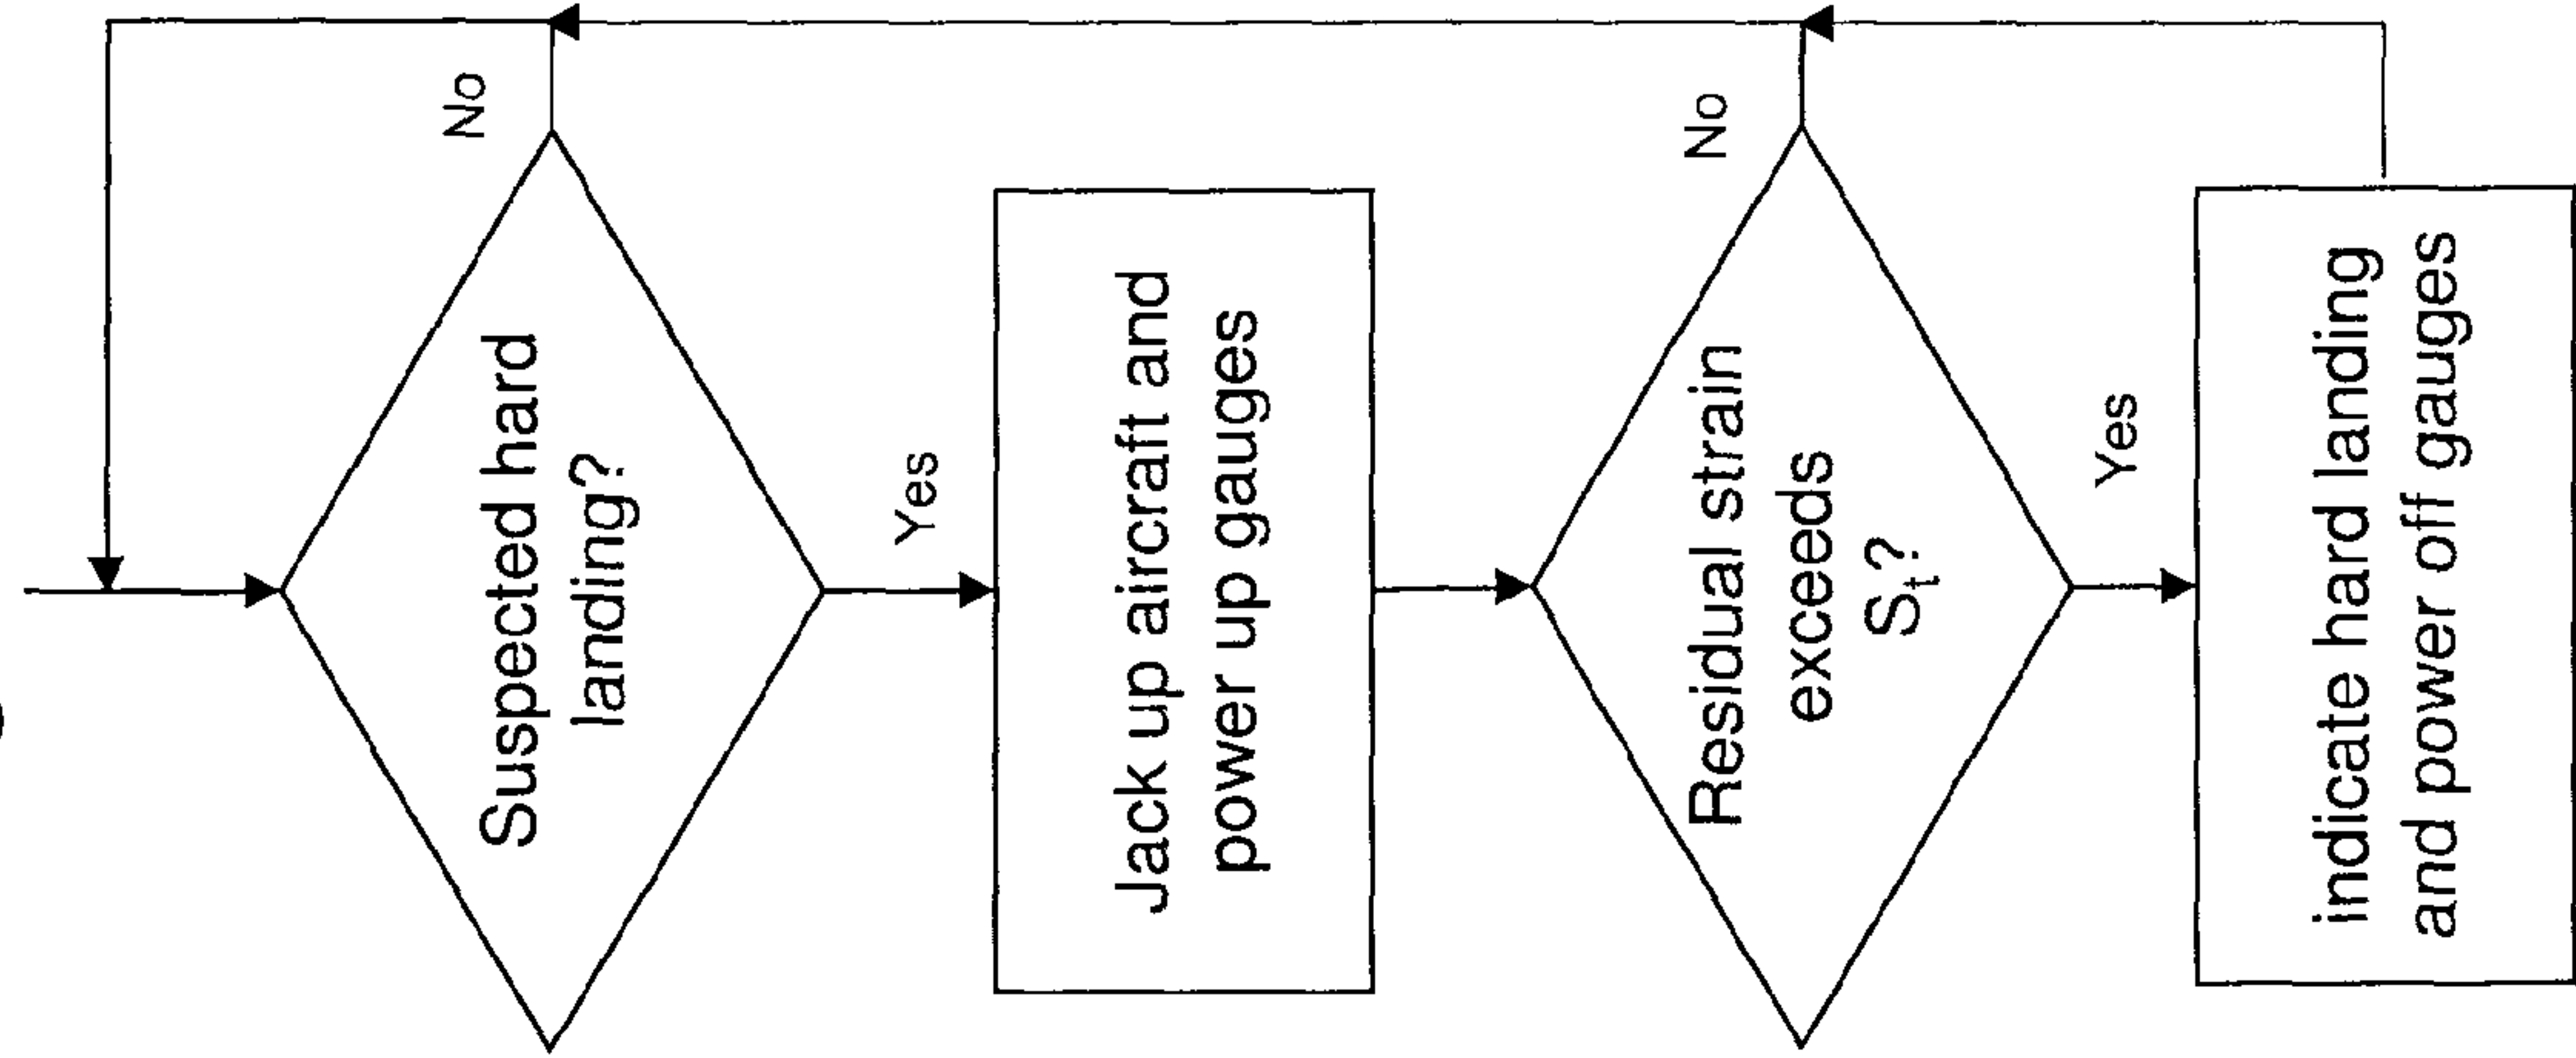 Suspected hard
landing?
No
Yes
Jack up aircraft and
power up gauges
Residual strain
exceeds
St?
No
Yes
indicate hard landing
and power off gauges